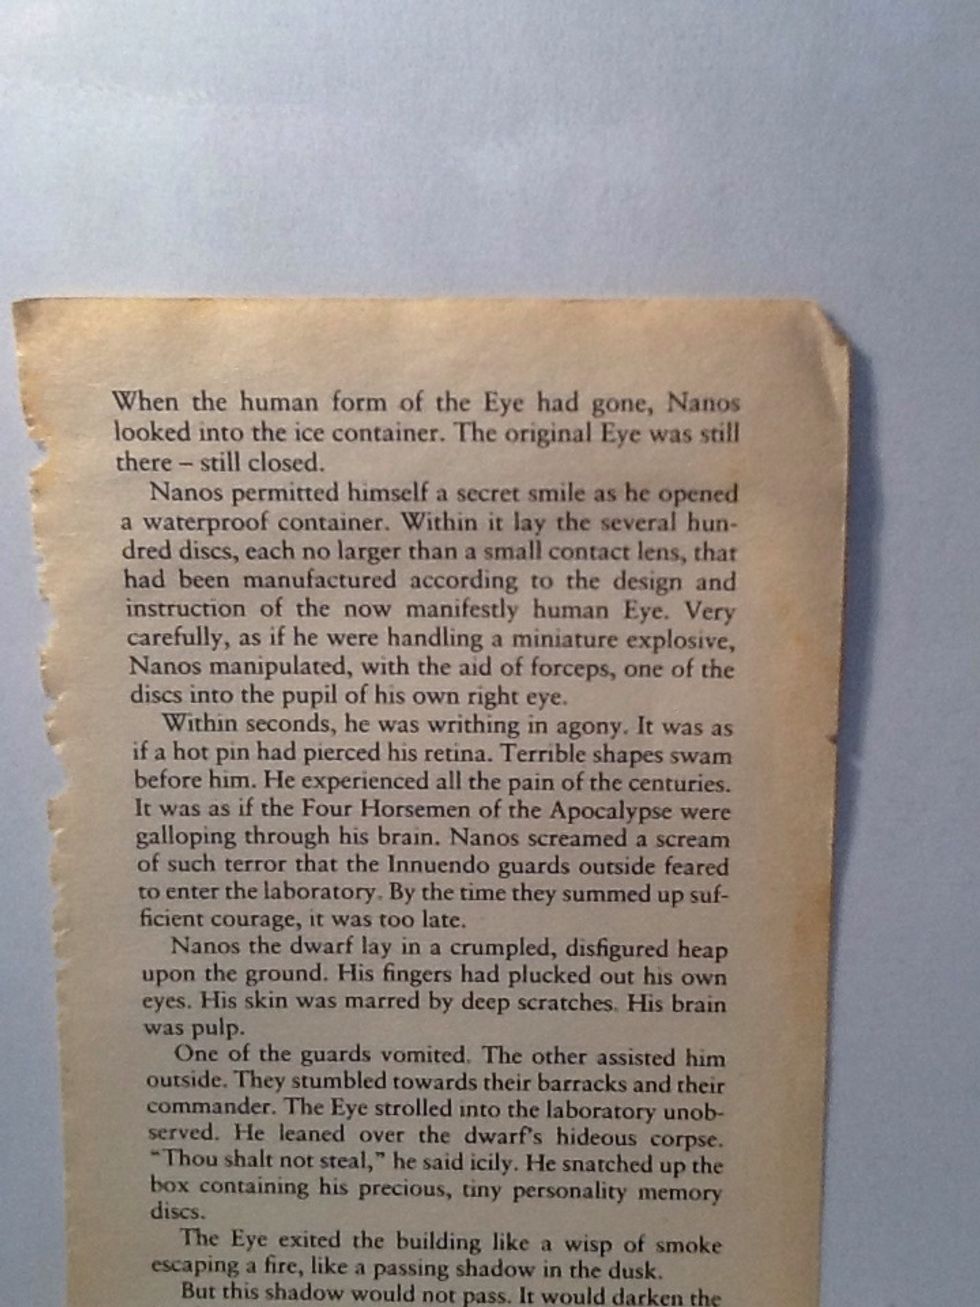 When the human form of the Eye had gone, Nanos
looked into the ice container. The original Eye was still
there – still closed.
Nanos permitted himself a secret smile as he opened
a waterproof container. Within it lay the several hun-
dred discs, each no larger than a small contact lens, that
had been manufactured according to the design and
instruction of the now manifestly human Eye. Very
carefully, as if he were handling a miniature explosive,
Nanos manipulated, with the aid of forceps, one of the
discs into the pupil of his own right eye.
Within seconds, he was writhing in agony. It was as
if a hot pin had pierced his retina. Terrible shapes swam
before him. He experienced all the pain of the centuries.
It was as if the Four Horsemen of the Apocalypse were
galloping through his brain. Nanos screamed a scream
of such terror that the Innuendo guards outside feared
to enter the laboratory. By the time they summed up suf-
ficient courage, it was too late.
Nanos the dwarf lay in a crumpled, disfigured heap
upon the ground. His fingers had plucked out his own
eyes. His skin was marred by deep scratches. His brain
was pulp.
One of the guards vomited. The other assisted him
outside. They stumbled towards their barracks and their
commander. The Eye strolled into the laboratory unob-
served. He leaned over the dwarf's hideous corpse.
"Thou shalt not steal," he said icily. He snatched up the
box containing his precious, tiny personality memory
discs.
The Eye exited the building like a wisp of smoke
escaping a fire, like a passing shadow in the dusk.
But this shadow would not pass. It would darken the